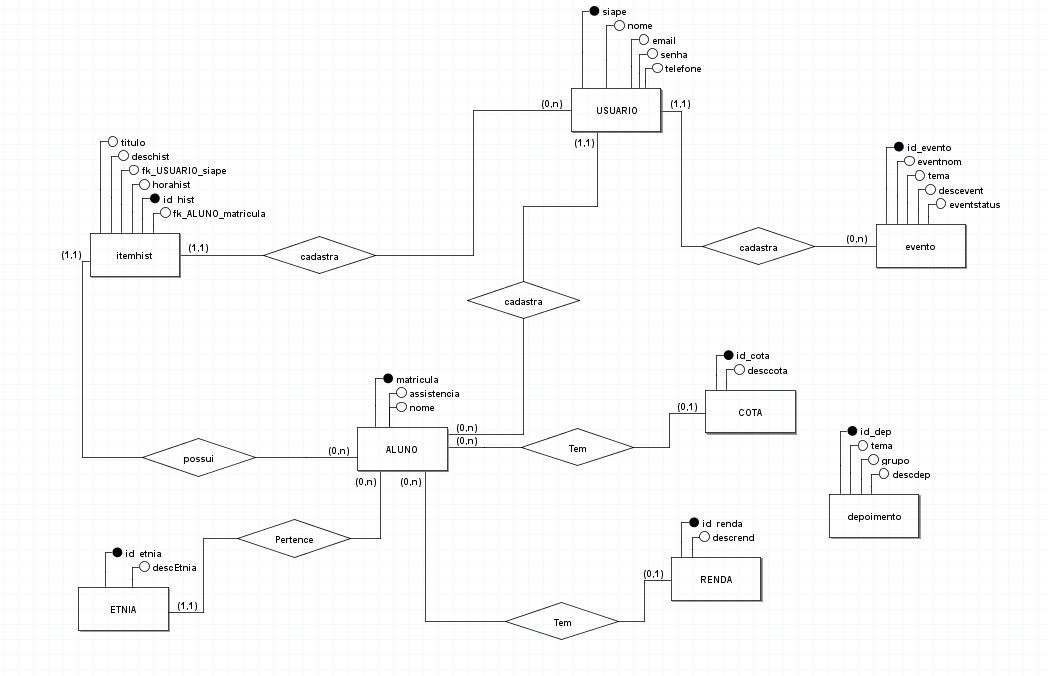 siape
nome
email
senha
telefone
(0,n)
USUARIO
(1,1)
(1,1)
titulo
deschist
fk_USUARIO_siape
horahist
id_hist
fk_ALUNO_matricula
id_evento
eventnom
tema
descevent
eventstatus
(1,1)
itemhist
(1,1)
cadastra
cadastra
(0,n)
evento
cadastra
matricula
assistencia
nome
id_cota
desccota
(0,n)
(0,n)
Tem
(0,1)
COTA
possui
(0,n)
ALUNO
(0,n)
(0,n)
id_dep
tema
grupo
descdep
depoimento
Pertence
id_etnia
descEtnia
ETNIA
(1,1)
id_renda
descrend
(0,1)
RENDA
Tem